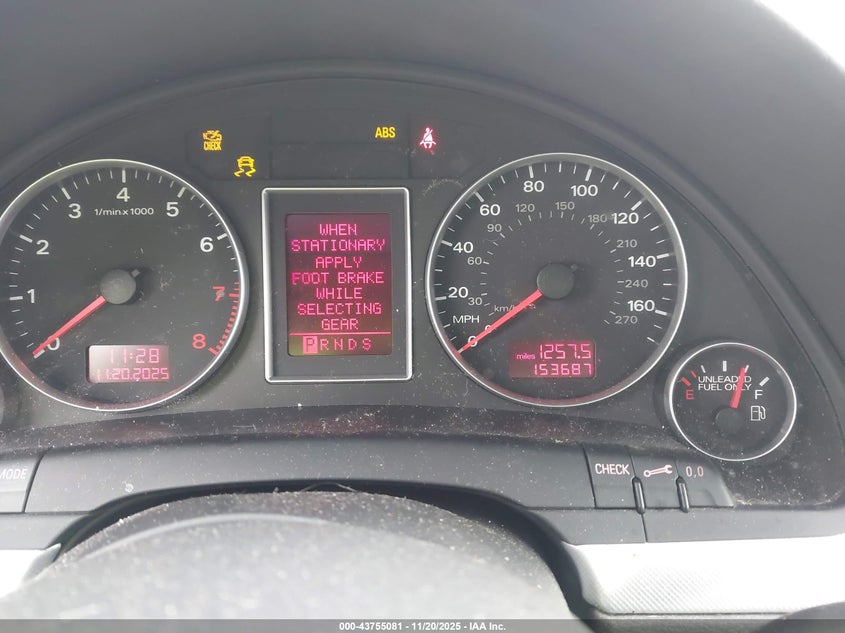 CHECK
ABS
1/min x 1000
0
1
2
3
4
5
6
7
8
11:28
11.20.2025
WHEN
STATIONARY
APPLY
FOOT BRAKE
WHILE
SELECTING
GEAR
P R N D S
0
20
40
60
80
100
120
140
160
MPH
km/h
30
60
90
120
150
180
210
240
270
miles 1257.5
153687
E
UNLEADED
FUEL ONLY
F
MODE
CHECK
0,0
000-43755081 - 11/20/2025 - IAA Inc.